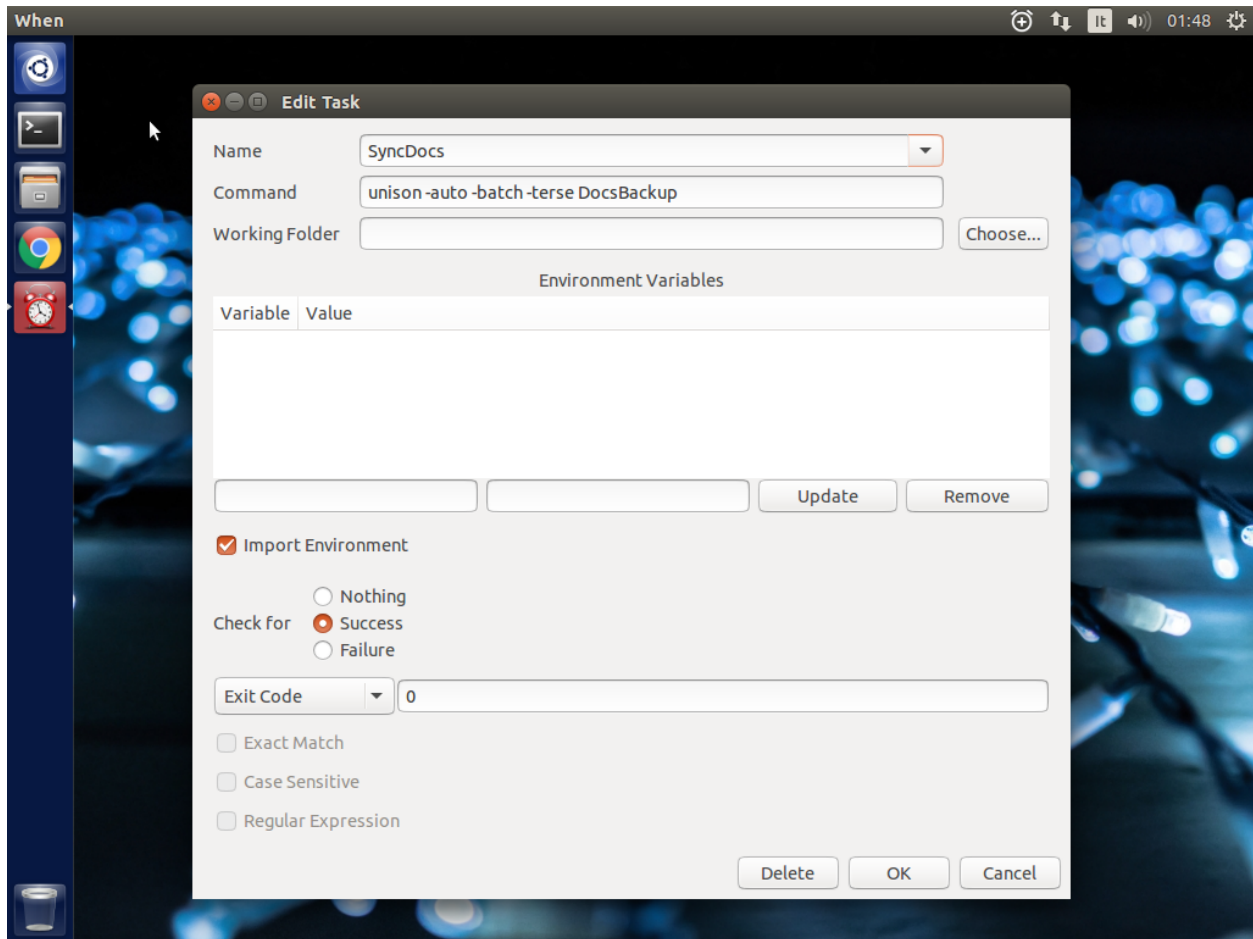 When It 01:48
Edit Task
Name SyncDocs
Command unison -auto -batch -terse DocsBackup
Working Folder Choose...
Environment Variables
Variable Value
Update Remove
Import Environment
Nothing
Check for Success
Failure
Exit Code 0
Exact Match
Case Sensitive
Regular Expression
Delete OK Cancel